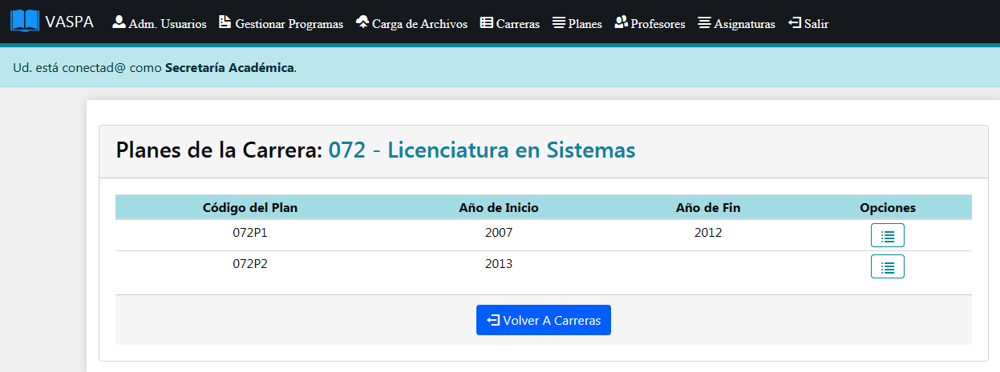 VASPA Adm. Usuarios Gestionar Programas Carga de Archivos Carreras Planes Profesores Asignaturas Salir
Ud. está conectad@ como Secretaría Académica.
Planes de la Carrera: 072 - Licenciatura en Sistemas
Código del Plan Año de Inicio Año de Fin Opciones
072P1 2007 2012
072P2 2013
Volver A Carreras